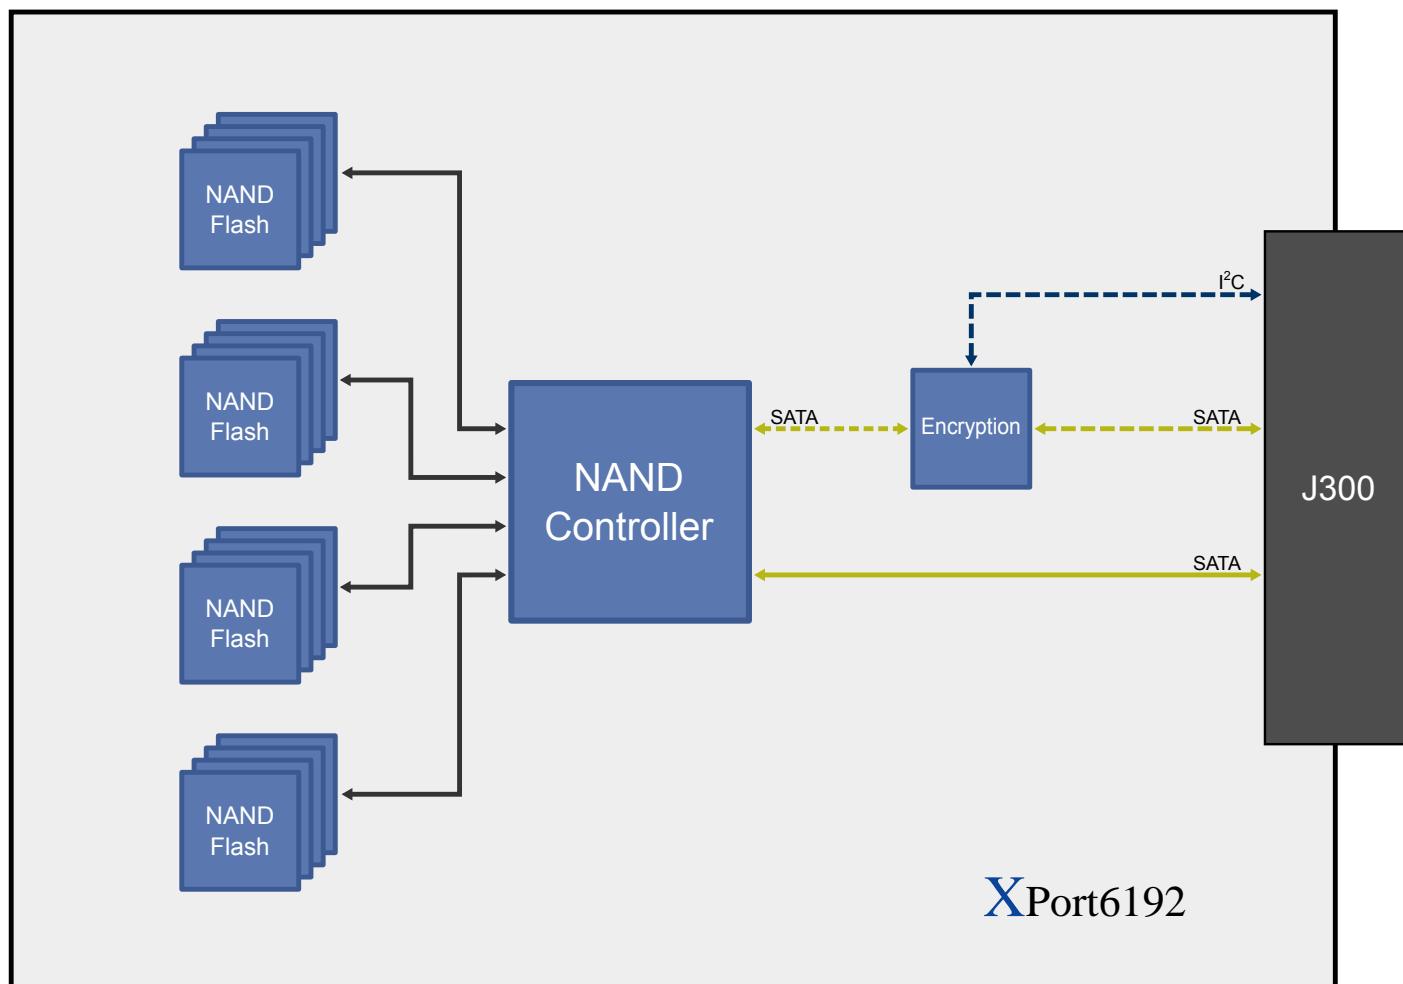 NAND
Flash
I²C
NAND
Flash
SATA
Encryption
SATA
NAND
Controller
J300
SATA
NAND
Flash
NAND
Flash
XPort6192